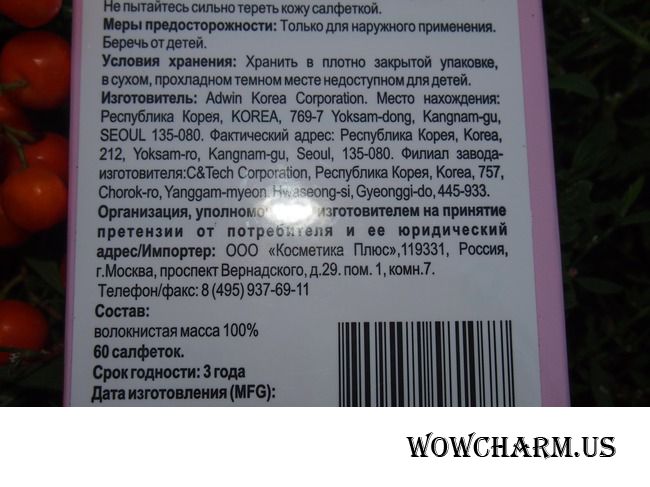 Не пытайтесь сильно тереть кожу салфеткой.
Меры предосторожности: Только для наружного применения.
Беречь от детей.
Условия хранения: Хранить в плотно закрытой упаковке,
в сухом, прохладном темном месте недоступном для детей.
Изготовитель: Adwin Korea Corporation. Место нахождения:
Республика Корея, KOREA, 769-7 Yoksam-dong, Kangnam-gu,
SEOUL 135-080. Фактический адрес: Республика Корея, Korea,
212, Yoksam-ro, Kangnam-gu, Seoul, 135-080. Филиал завода-
изготовителя:C&Tech Corporation, Республика Корея, Korea, 757,
Chorok-ro, Yanggam-myeon, Hwaseong-si, Gyeonggi-do, 445-933.
Организация, изготовителем на принятие
претензии от потребителя и ее юридический
адрес/Импортер: ООО «Косметика Плюс»,119331, Россия,
г.Москва, проспект Вернадского, д.29. пом. 1, комн.7.
Телефон/факс: 8 (495) 937-69-11
Состав:
волокнистая масса 100%
60 салфеток.
Срок годности: 3 года
Дата изготовления (MFG):
WOWCHARM.US